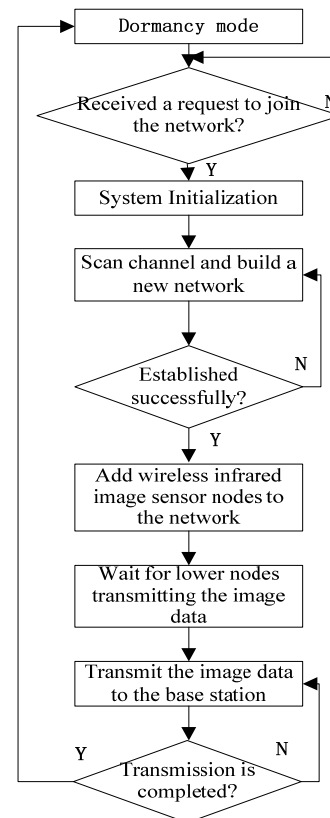 Dormancy mode
Received a request to join
the network?
N
Y
System Initialization
Scan channel and build a
new network
N
Established
successfully?
Y
Add wireless infrared
image sensor nodes to
the network
Wait for lower nodes
transmitting the image
data
Transmit the image data
to the base station
Y
N
Transmission is
completed?